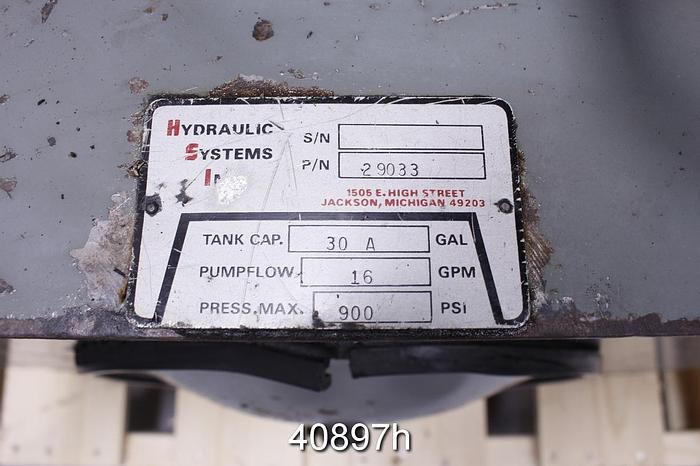 HYDRAULIC
SYSTEMS
S/N
P/N 29033
1505 E. HIGH STREET
JACKSON, MICHIGAN 49203
TANK CAP. 30 A GAL
PUMPFLOW 16 GPM
PRESS.MAX. 900 PSI
40897h